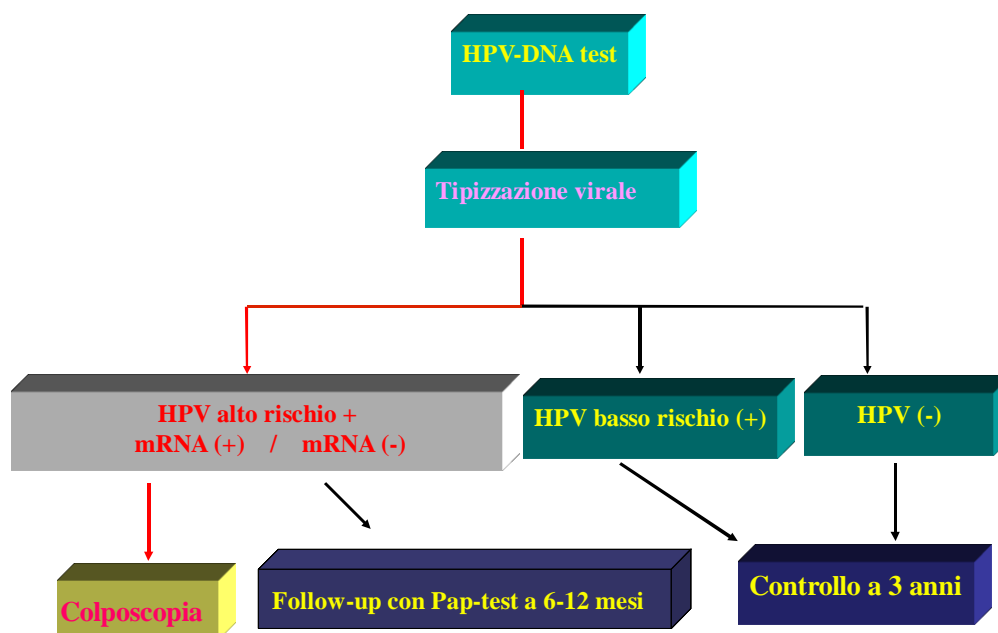 HPV-DNA test
Tipizzazione virale
HPV alto rischio +
mRNA (+) / mRNA (-)
HPV basso rischio (+)
HPV (-)
Colposcopia
Follow-up con Pap-test a 6-12 mesi
Controllo a 3 anni